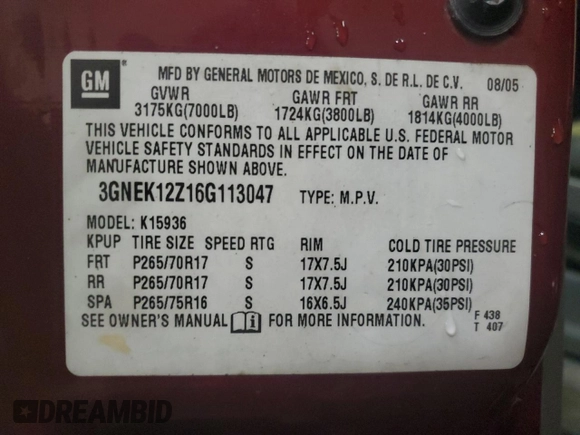 GM
MFD BY GENERAL MOTORS DE MEXICO, S. DE R.L. DE C.V. 08/05
GVWR GAWR FRT GAWR RR
3175KG(7000LB) 1724KG(3800LB) 1814KG(4000LB)
THIS VEHICLE CONFORMS TO ALL APPLICABLE U.S. FEDERAL MOTOR
VEHICLE SAFETY STANDARDS IN EFFECT ON THE DATE OF
MANUFACTURE SHOWN ABOVE.
3GNEK12Z16G113047 TYPE: M.P.V.
MODEL: K15936
KPUP TIRE SIZE SPEED RTG RIM COLD TIRE PRESSURE
FRT P265/70R17 S 17X7.5J 210KPA(30PSI)
RR P265/70R17 S 17X7.5J 210KPA(30PSI)
SPA P265/75R16 S 16X6.5J 240KPA(35PSI)
SEE OWNER'S MANUAL FOR MORE INFORMATION. F 438
T 407
DREAMBID